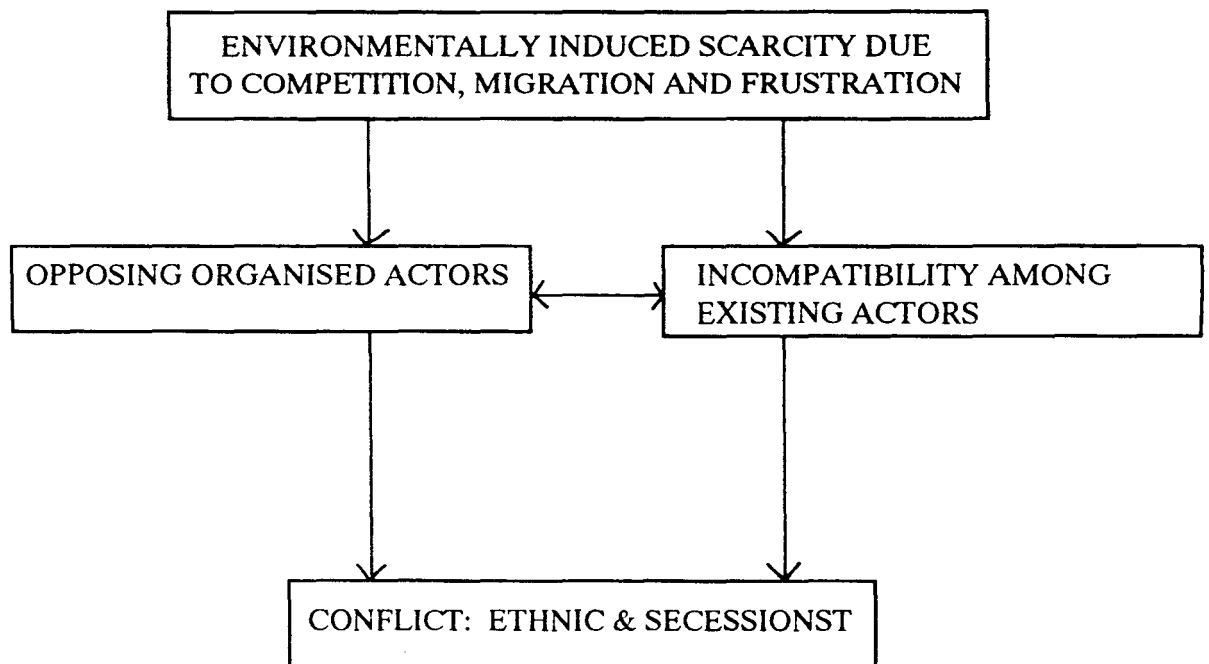 ENVIRONMENTALLY INDUCED SCARCITY DUE
TO COMPETITION, MIGRATION AND FRUSTRATION
OPPOSING ORGANISED ACTORS
INCOMPATIBILITY AMONG
EXISTING ACTORS
CONFLICT: ETHNIC & SECESSIONST